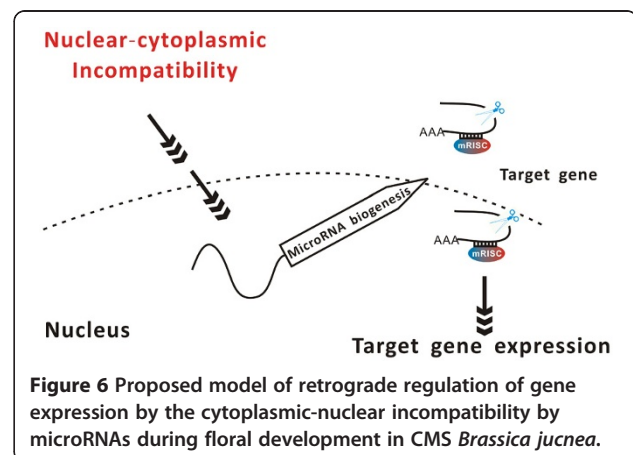 Nuclear-cytoplasmic
Incompatibility
AAA
mRISC
Target gene
MicroRNA biogenesis
AAA
mRISC
Nucleus
Target gene expression
Figure 6 Proposed model of retrograde regulation of gene
expression by the cytoplasmic-nuclear incompatibility by
microRNAs during floral development in CMS Brassica jucnea.